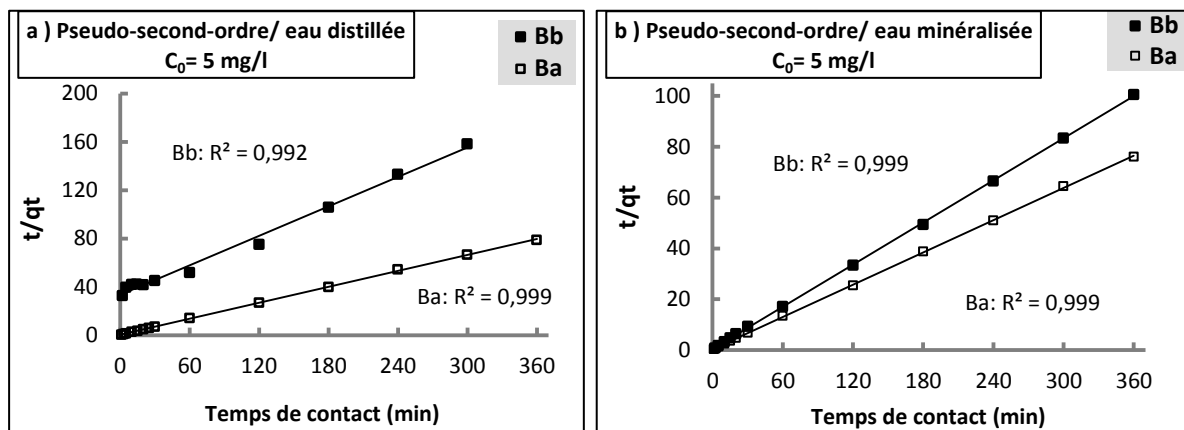 a ) Pseudo-second-ordre/ eau distillée
C₀= 5 mg/l
Bb
Ba
200
160
120
80
40
0
t/qt
Bb: R² = 0,992
Ba: R² = 0,999
0 60 120 180 240 300 360
Temps de contact (min)
b ) Pseudo-second-ordre/ eau minéralisée
C₀= 5 mg/l
Bb
Ba
100
80
60
40
20
0
t/qt
Bb: R² = 0,999
Ba: R² = 0,999
0 60 120 180 240 300 360
Temps de contact (min)